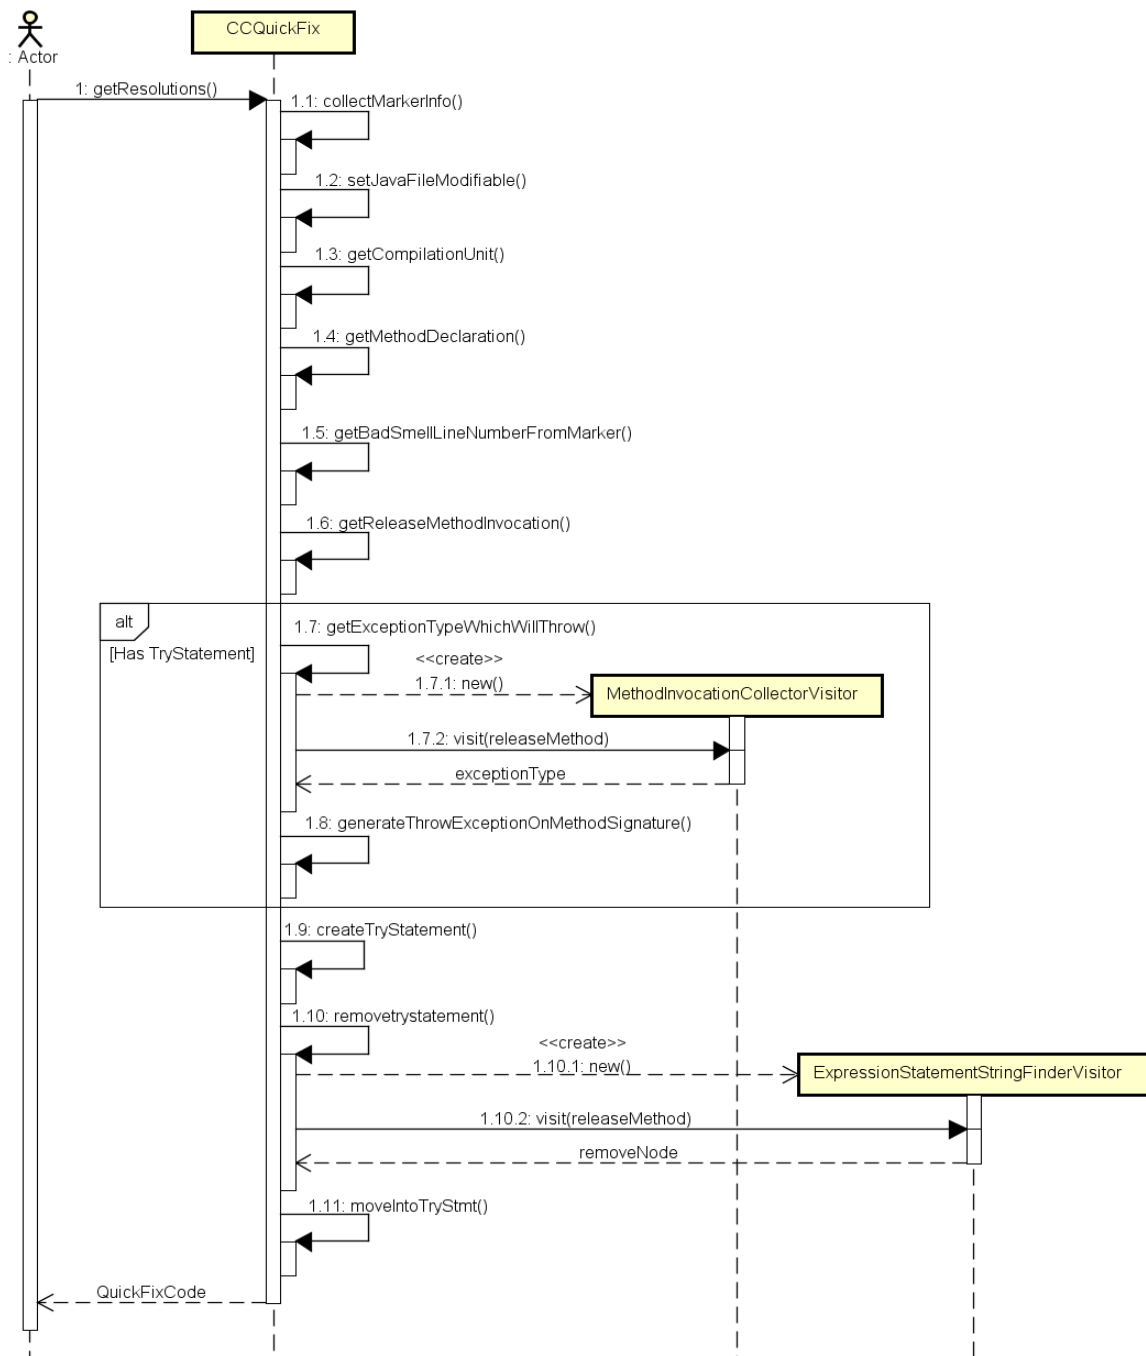 CCQuickFix
: Actor
1: getResolutions()
1.1: collectMarkerInfo()
1.2: setJavaFileModifiable()
1.3: getCompilationUnit()
1.4: getMethodDeclaration()
1.5: getBadSmellLineNumberFromMarker()
1.6: getReleaseMethodInvocation()
alt
[Has TryStatement]
1.7: getExceptionTypeWhichWillThrow()
<<create>>
1.7.1: new()
MethodInvocationCollectorVisitor
1.7.2: visit(releaseMethod)
exceptionType
1.8: generateThrowExceptionOnMethodSignature()
1.9: createTryStatement()
1.10: removetrystatement()
<<create>>
1.10.1: new()
ExpressionStatementStringFinderVisitor
1.10.2: visit(releaseMethod)
removeNode
1.11: moveIntoTryStmt()
QuickFixCode